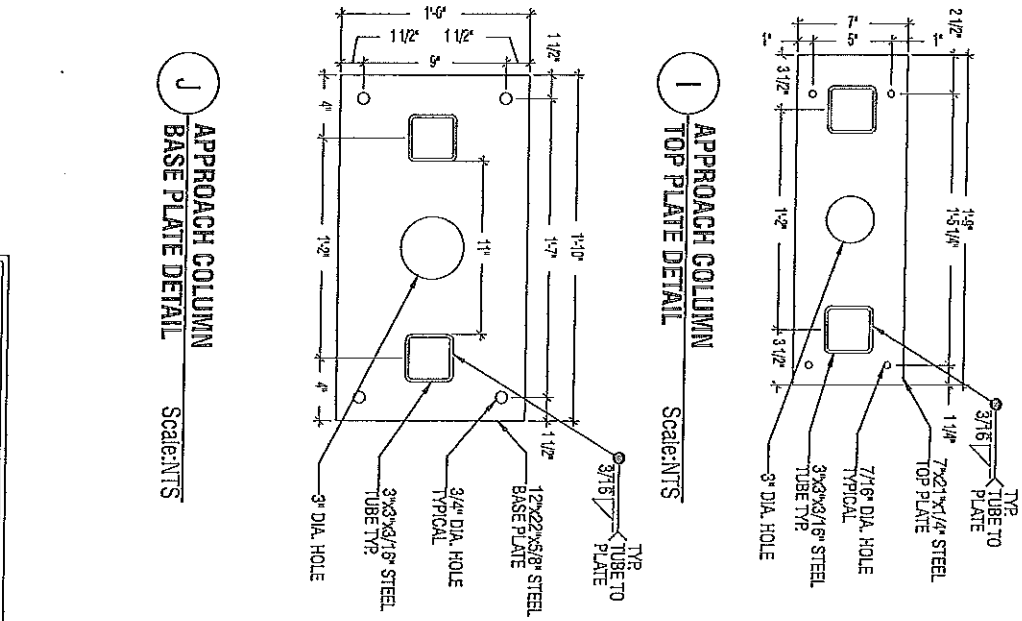 TYP.
TUBE TO
PLATE
3/16"
7"x21"x1/4" STEEL
TOP PLATE
7/16" DIA. HOLE
TYPICAL
3"x3"x3/16" STEEL
TUBE TYP.
3" DIA. HOLE
1'-9"
2 1/2"
1'-5 1/4"
1 1/4"
7"
1"
5"
1"
3 1/2"
1'-2"
3 1/2"
I
APPROACH COLUMN
TOP PLATE DETAIL
TYP.
TUBE TO
PLATE
3/16"
12"x22"x5/8" STEEL
BASE PLATE
3/4" DIA. HOLE
TYPICAL
3"x3"x3/16" STEEL
TUBE TYP.
3" DIA. HOLE
1'-10"
1 1/2"
1'-7"
1 1/2"
11"
1'-0"
1 1/2"
1 1/2"
9"
4"
1'-2"
4"
J
APPROACH COLUMN
BASE PLATE DETAIL
Scale:NTS
Scale:NTS